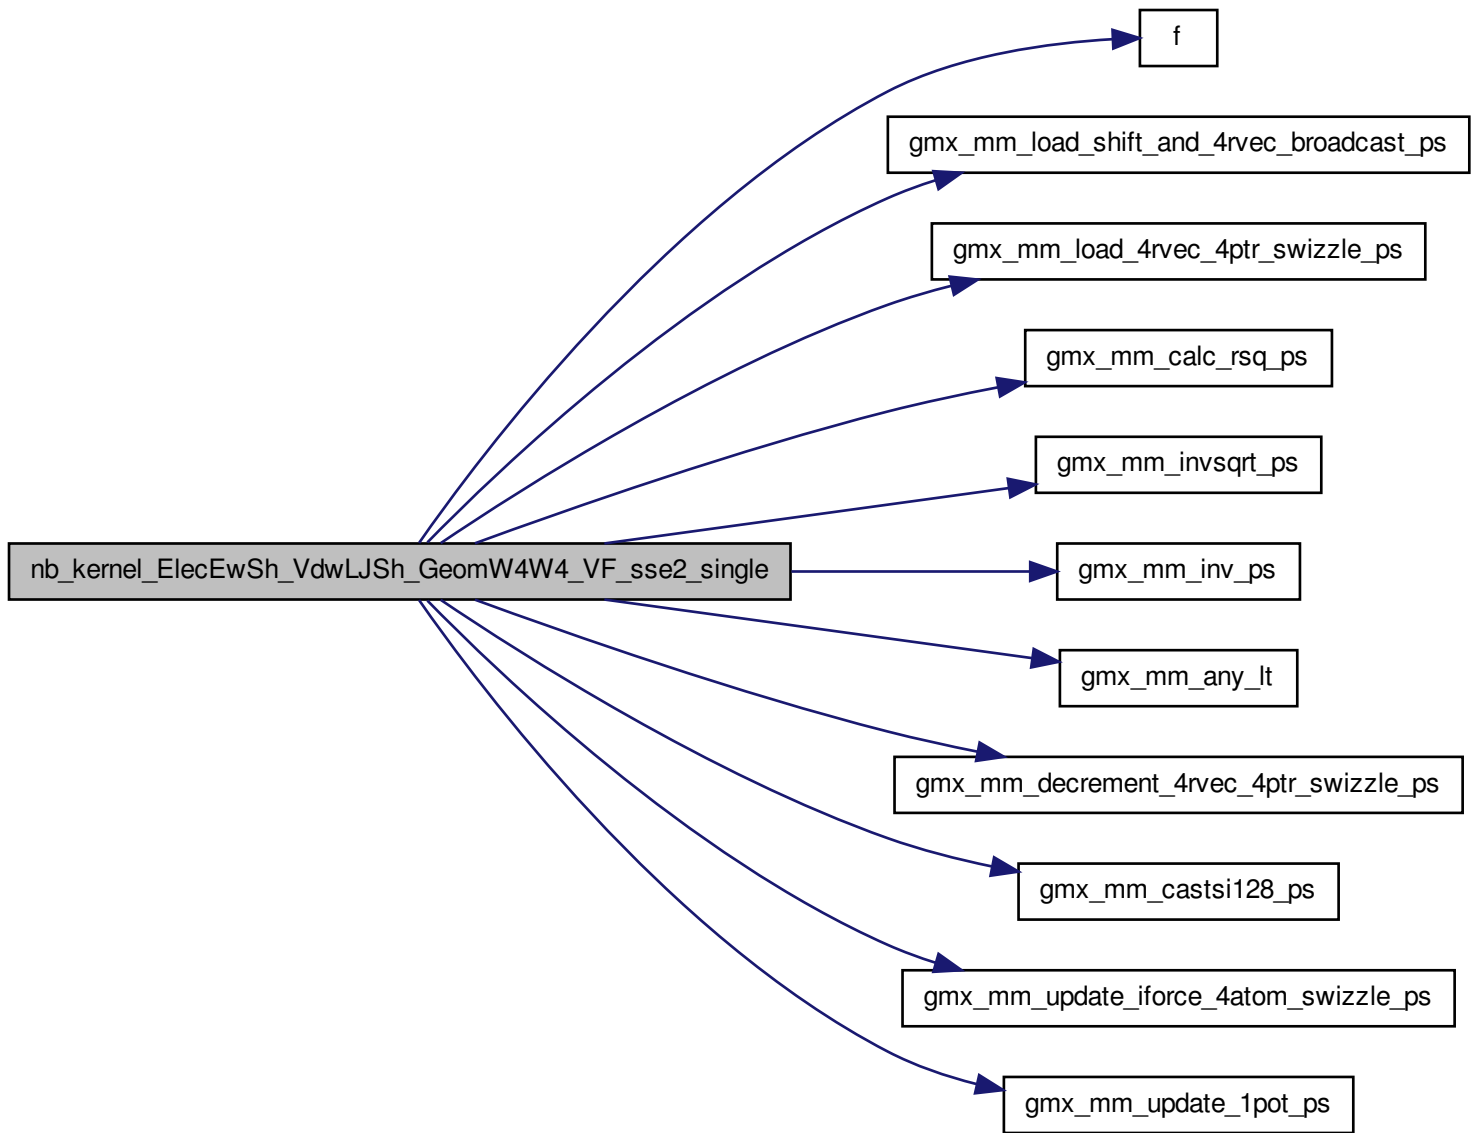 f
gmx_mm_load_shift_and_4rvec_broadcast_ps
gmx_mm_load_4rvec_4ptr_swizzle_ps
gmx_mm_calc_rsq_ps
gmx_mm_invsqrt_ps
nb_kernel_ElecEwSh_VdwLJSh_GeomW4W4_VF_sse2_single
gmx_mm_inv_ps
gmx_mm_any_lt
gmx_mm_decrement_4rvec_4ptr_swizzle_ps
gmx_mm_castsi128_ps
gmx_mm_update_iforce_4atom_swizzle_ps
gmx_mm_update_1pot_ps